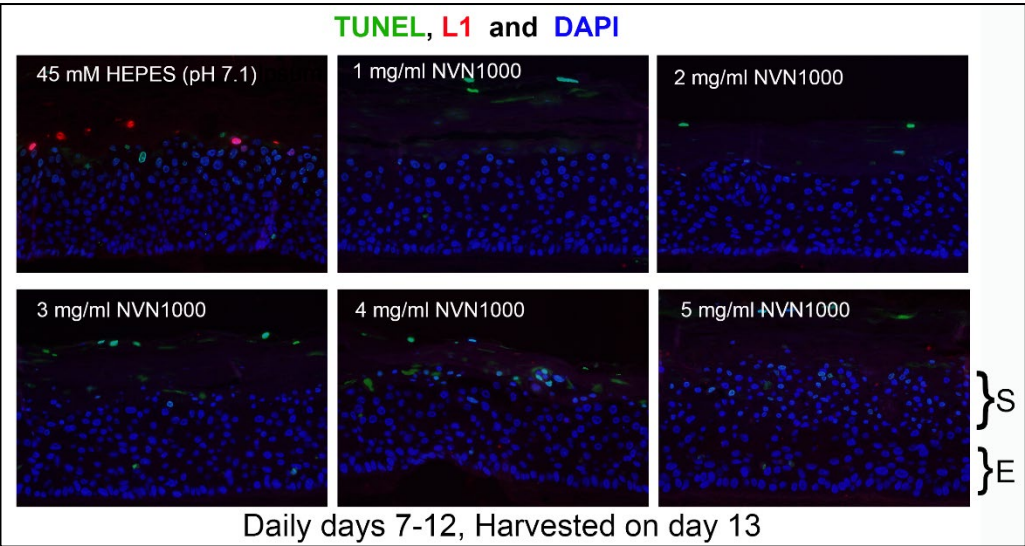 TUNEL, L1 and DAPI
45 mM HEPES (pH 7.1)
1 mg/ml NVN1000
2 mg/ml NVN1000
3 mg/ml NVN1000
4 mg/ml NVN1000
5 mg/ml NVN1000
}S
}E
Daily days 7-12, Harvested on day 13